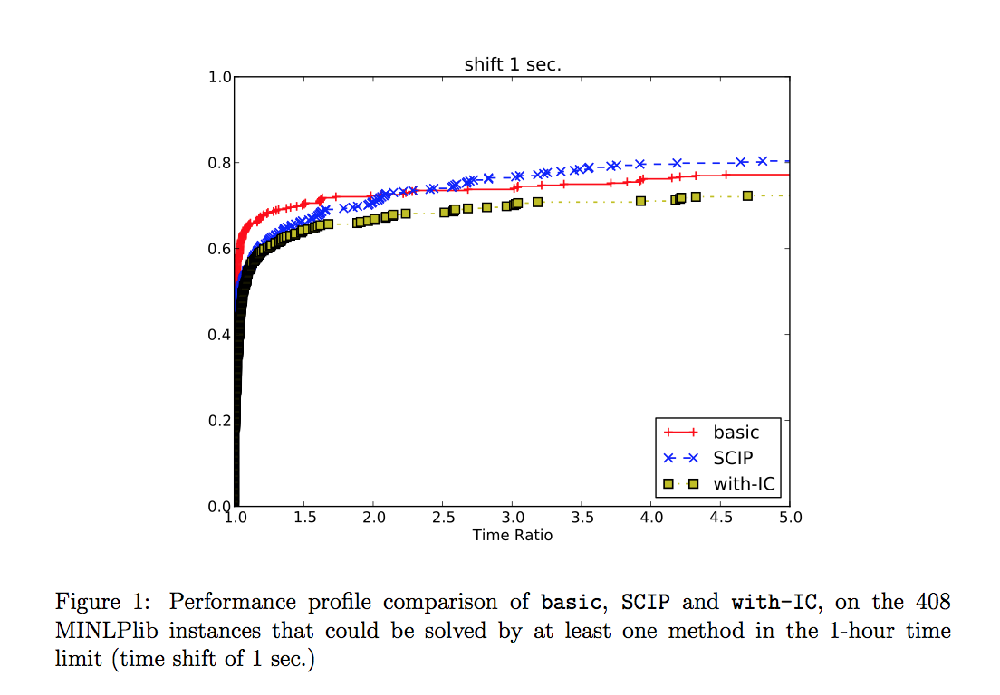 shift 1 sec.
1.0
0.8
0.6
0.4
0.2
0.0
1.0 1.5 2.0 2.5 3.0 3.5 4.0 4.5 5.0
Time Ratio
basic
SCIP
with-IC
Figure 1: Performance profile comparison of basic, SCIP and with-IC, on the 408
MINLPlib instances that could be solved by at least one method in the 1-hour time
limit (time shift of 1 sec.)